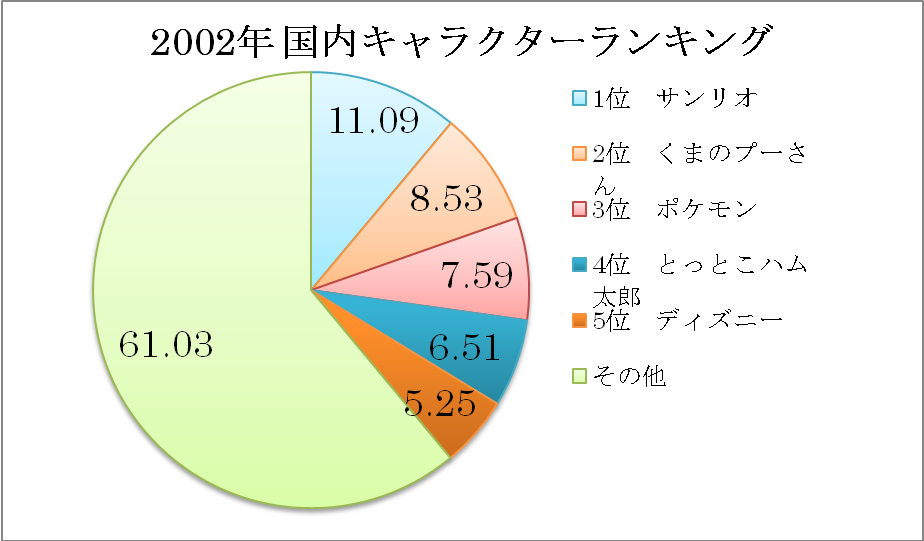 2002年 国内キャラクターランキング
11.09
8.53
7.59
6.51
5.25
61.03
1位　サンリオ
2位　くまのプーさ
ん
3位　ポケモン
4位　とっとこハム
太郎
5位　ディズニー
その他